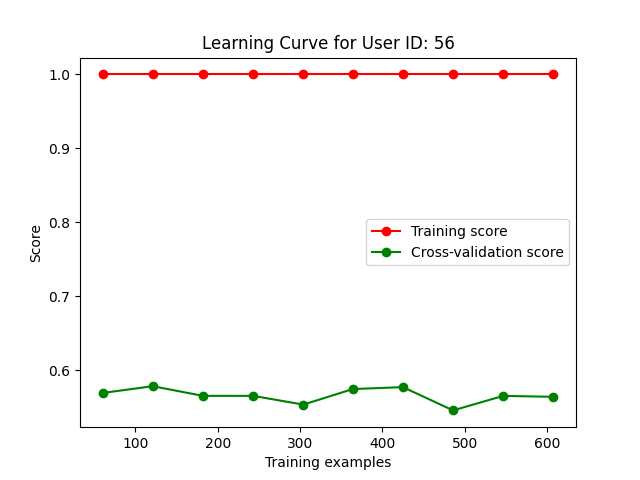 Learning Curve for User ID: 56
1.0
0.9
0.8
0.7
0.6
Score
Training score
Cross-validation score
100
200
300
400
500
600
Training examples